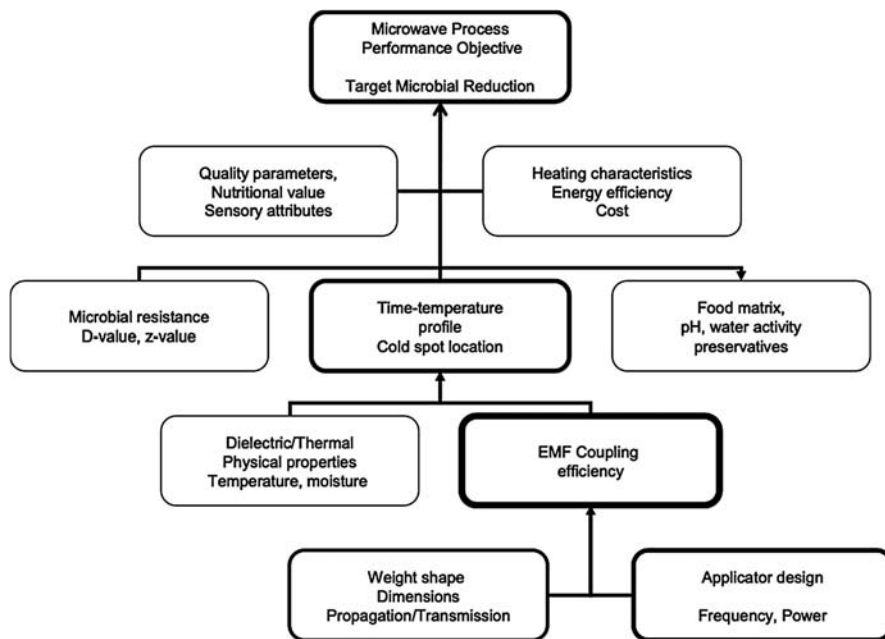 Microwave Process
Performance Objective
Target Microbial Reduction
Quality parameters,
Nutritional value
Sensory attributes
Heating characteristics
Energy efficiency
Cost
Microbial resistance
D-value, z-value
Time-temperature
profile
Cold spot location
Food matrix,
pH, water activity
preservatives
Dielectric/Thermal
Physical properties
Temperature, moisture
EMF Coupling
efficiency
Weight shape
Dimensions
Propagation/Transmission
Applicator design
Frequency, Power